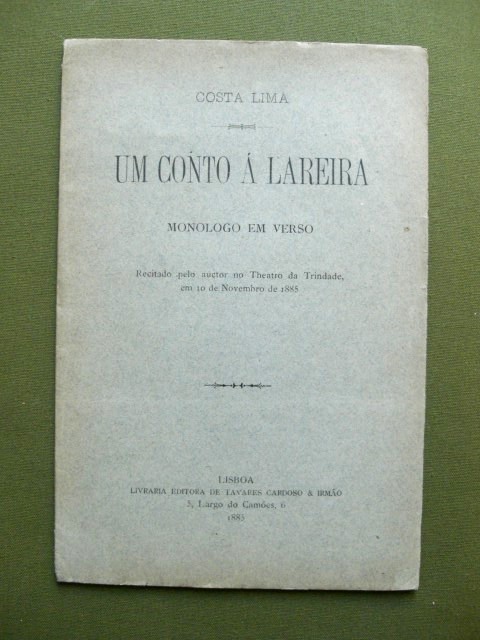 COSTA LIMA
UM CONTO Á LAREIRA
MONOLOGO EM VERSO
Recitado pelo auctor no Theatro da Trindade,
em 10 de Novembro de 1885
LISBOA
LIVRARIA EDITORA DE TAVARES CARDOSO & IRMÃO
5, Largo do Camões, 6
1885